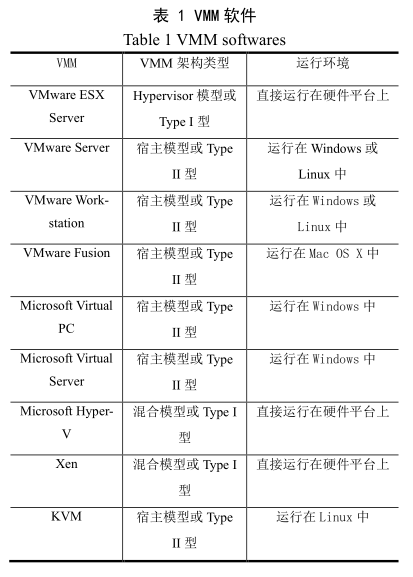 表 1 VMM 软件
Table 1 VMM softwares
VMM VMM 架构类型 运行环境
VMware ESX Hypervisor 模型或 直接运行在硬件平台上
Server Type I 型
VMware Server 宿主模型或 Type 运行在 Windows 或
II 型 Linux 中
VMware Work- 宿主模型或 Type 运行在 Windows 或
station II 型 Linux 中
VMware Fusion 宿主模型或 Type 运行在 Mac OS X 中
II 型
Microsoft Virtual 宿主模型或 Type 运行在 Windows 中
PC II 型
Microsoft Virtual 宿主模型或 Type 运行在 Windows 中
Server II 型
Microsoft Hyper- 混合模型或 Type I 直接运行在硬件平台上
V 型
Xen 混合模型或 Type I 直接运行在硬件平台上
型
KVM 宿主模型或 Type 运行在 Linux 中
II 型